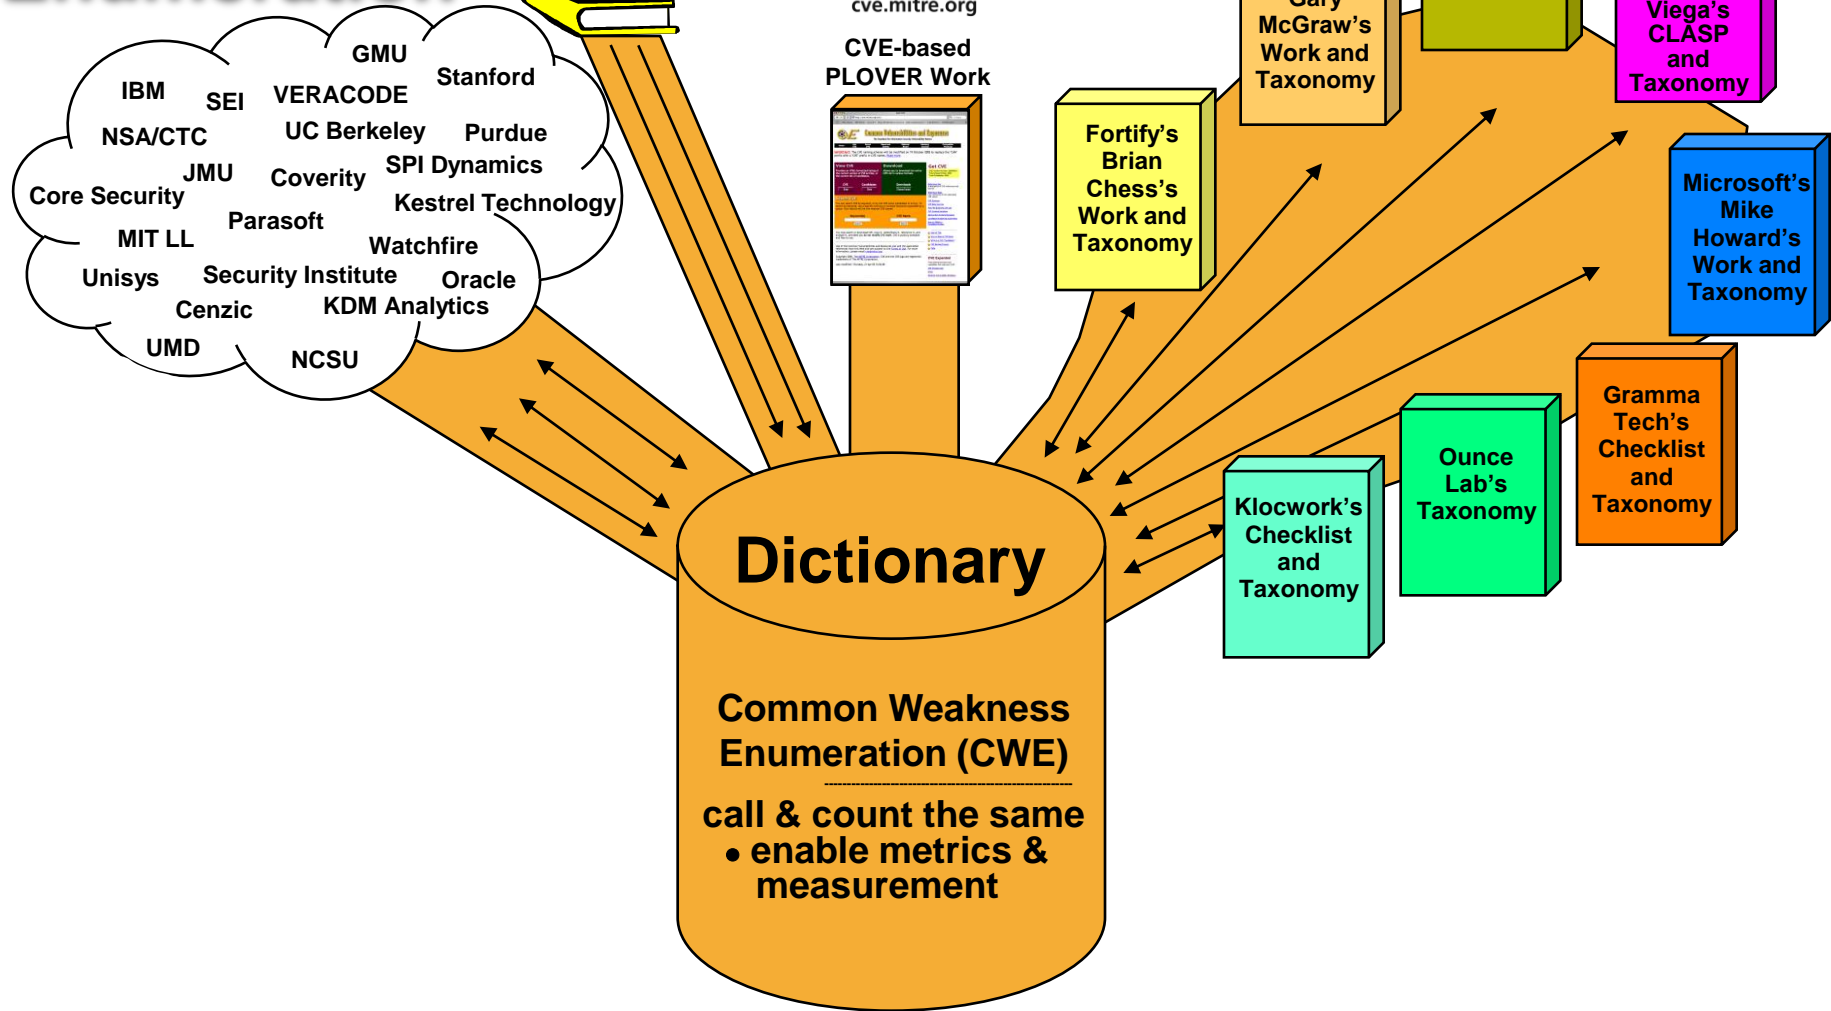 Enumeration
cve.mitre.org
CVE-based
PLOVER Work
Gary
McGraw's
Work and
Taxonomy
Viega's
CLASP
and
Taxonomy
GMU
Stanford
IBM
SEI
VERACODE
NSA/CTC
UC Berkeley
Purdue
JMU
Coverity
SPI Dynamics
Core Security
Parasoft
Kestrel Technology
MIT LL
Watchfire
Unisys
Security Institute
Oracle
Cenzic
KDM Analytics
UMD
NCSU
Fortify's
Brian
Chess's
Work and
Taxonomy
Microsoft's
Mike
Howard's
Work and
Taxonomy
Gramma
Tech's
Checklist
and
Taxonomy
Ounce
Lab's
Taxonomy
Klocwork's
Checklist
and
Taxonomy
Dictionary
Common Weakness
Enumeration (CWE)
call & count the same
• enable metrics &
measurement